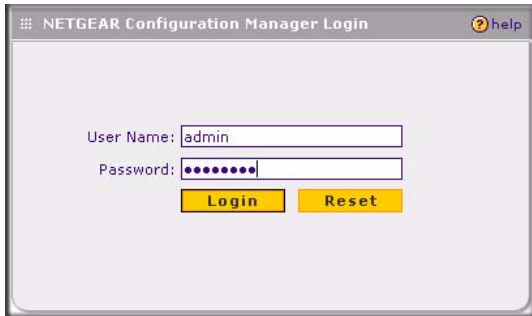 NETGEAR Configuration Manager Login ? help
User Name: admin
Password: ••••••••
Login Reset